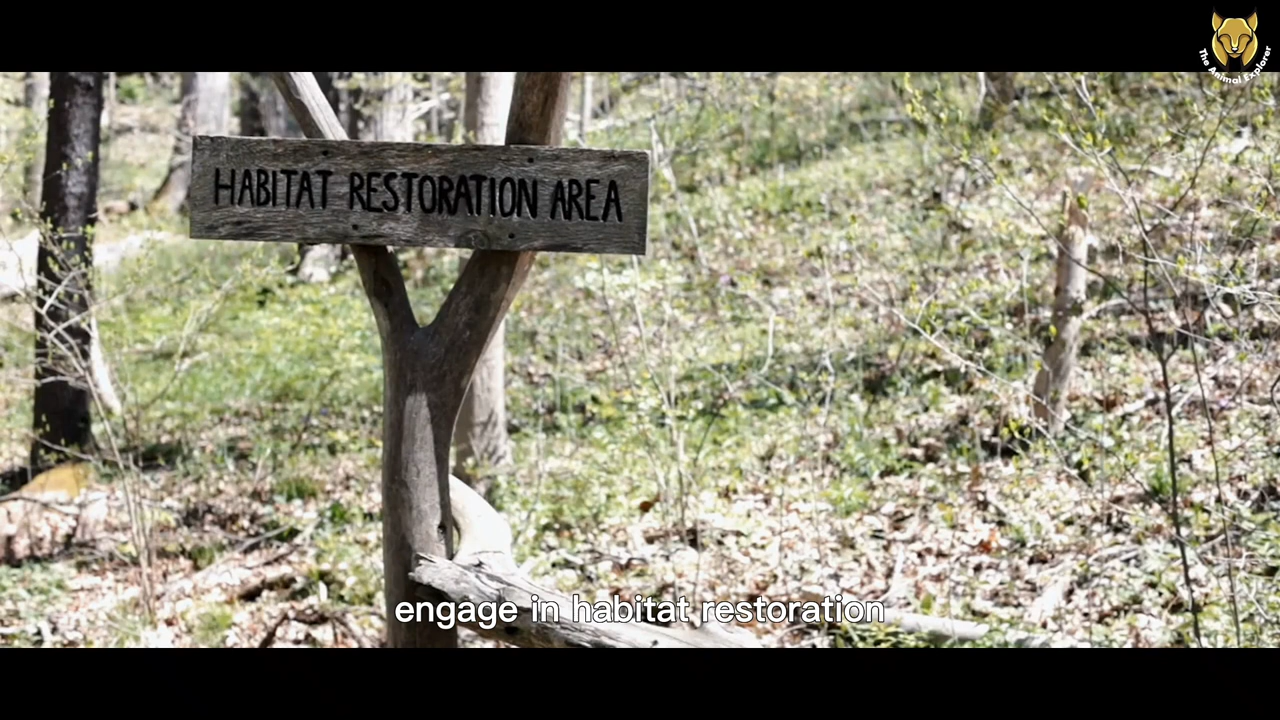 The Animal Explorer
HABITAT RESTORATION AREA
engage in habitat restoration